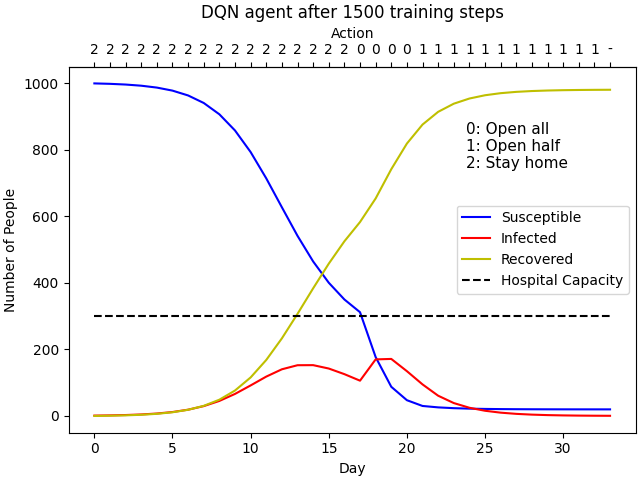 DQN agent after 1500 training steps
Action
2 2 2 2 2 2 2 2 2 2 2 2 2 2 2 2 2 0 0 0 0 1 1 1 1 1 1 1 1 1 1 1 1 -
1000
800
600
400
200
0
Number of People
0: Open all
1: Open half
2: Stay home
Susceptible
Infected
Recovered
Hospital Capacity
0 5 10 15 20 25 30
Day